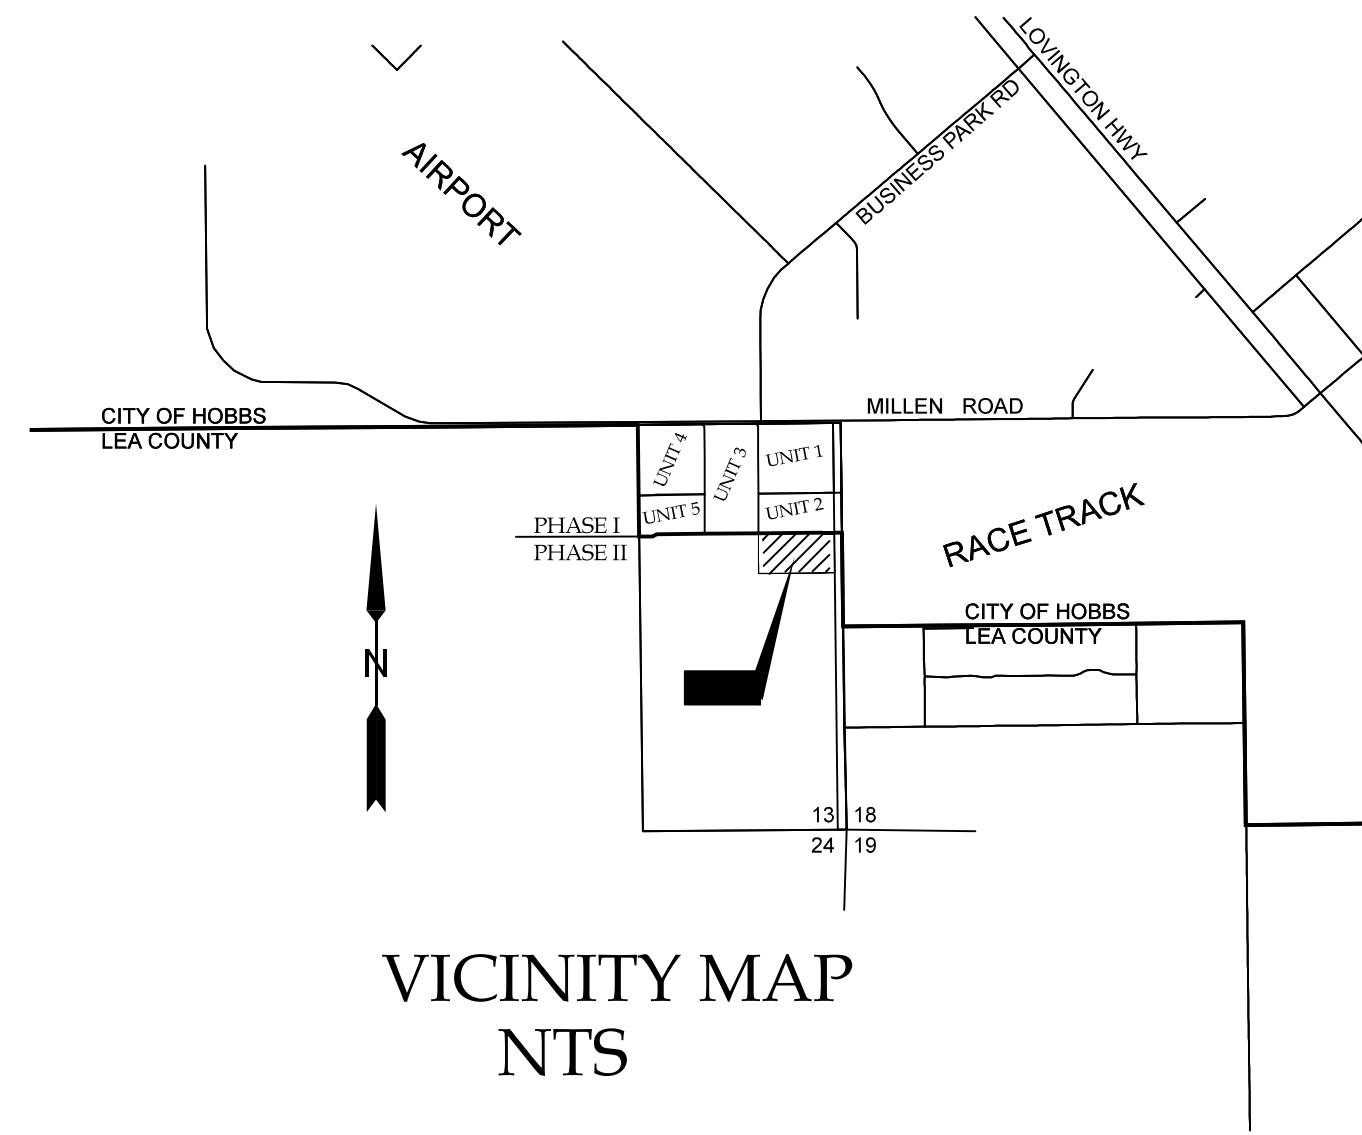 LOVINGTON HWY
BUSINESS PARK RD
AIRPORT
MILLEN ROAD
CITY OF HOBBS
LEA COUNTY
UNIT 4
UNIT 3
UNIT 1
UNIT 5
UNIT 2
RACE TRACK
PHASE I
PHASE II
CITY OF HOBBS
LEA COUNTY
N
13 18
24 19
VICINITY MAP
NTS